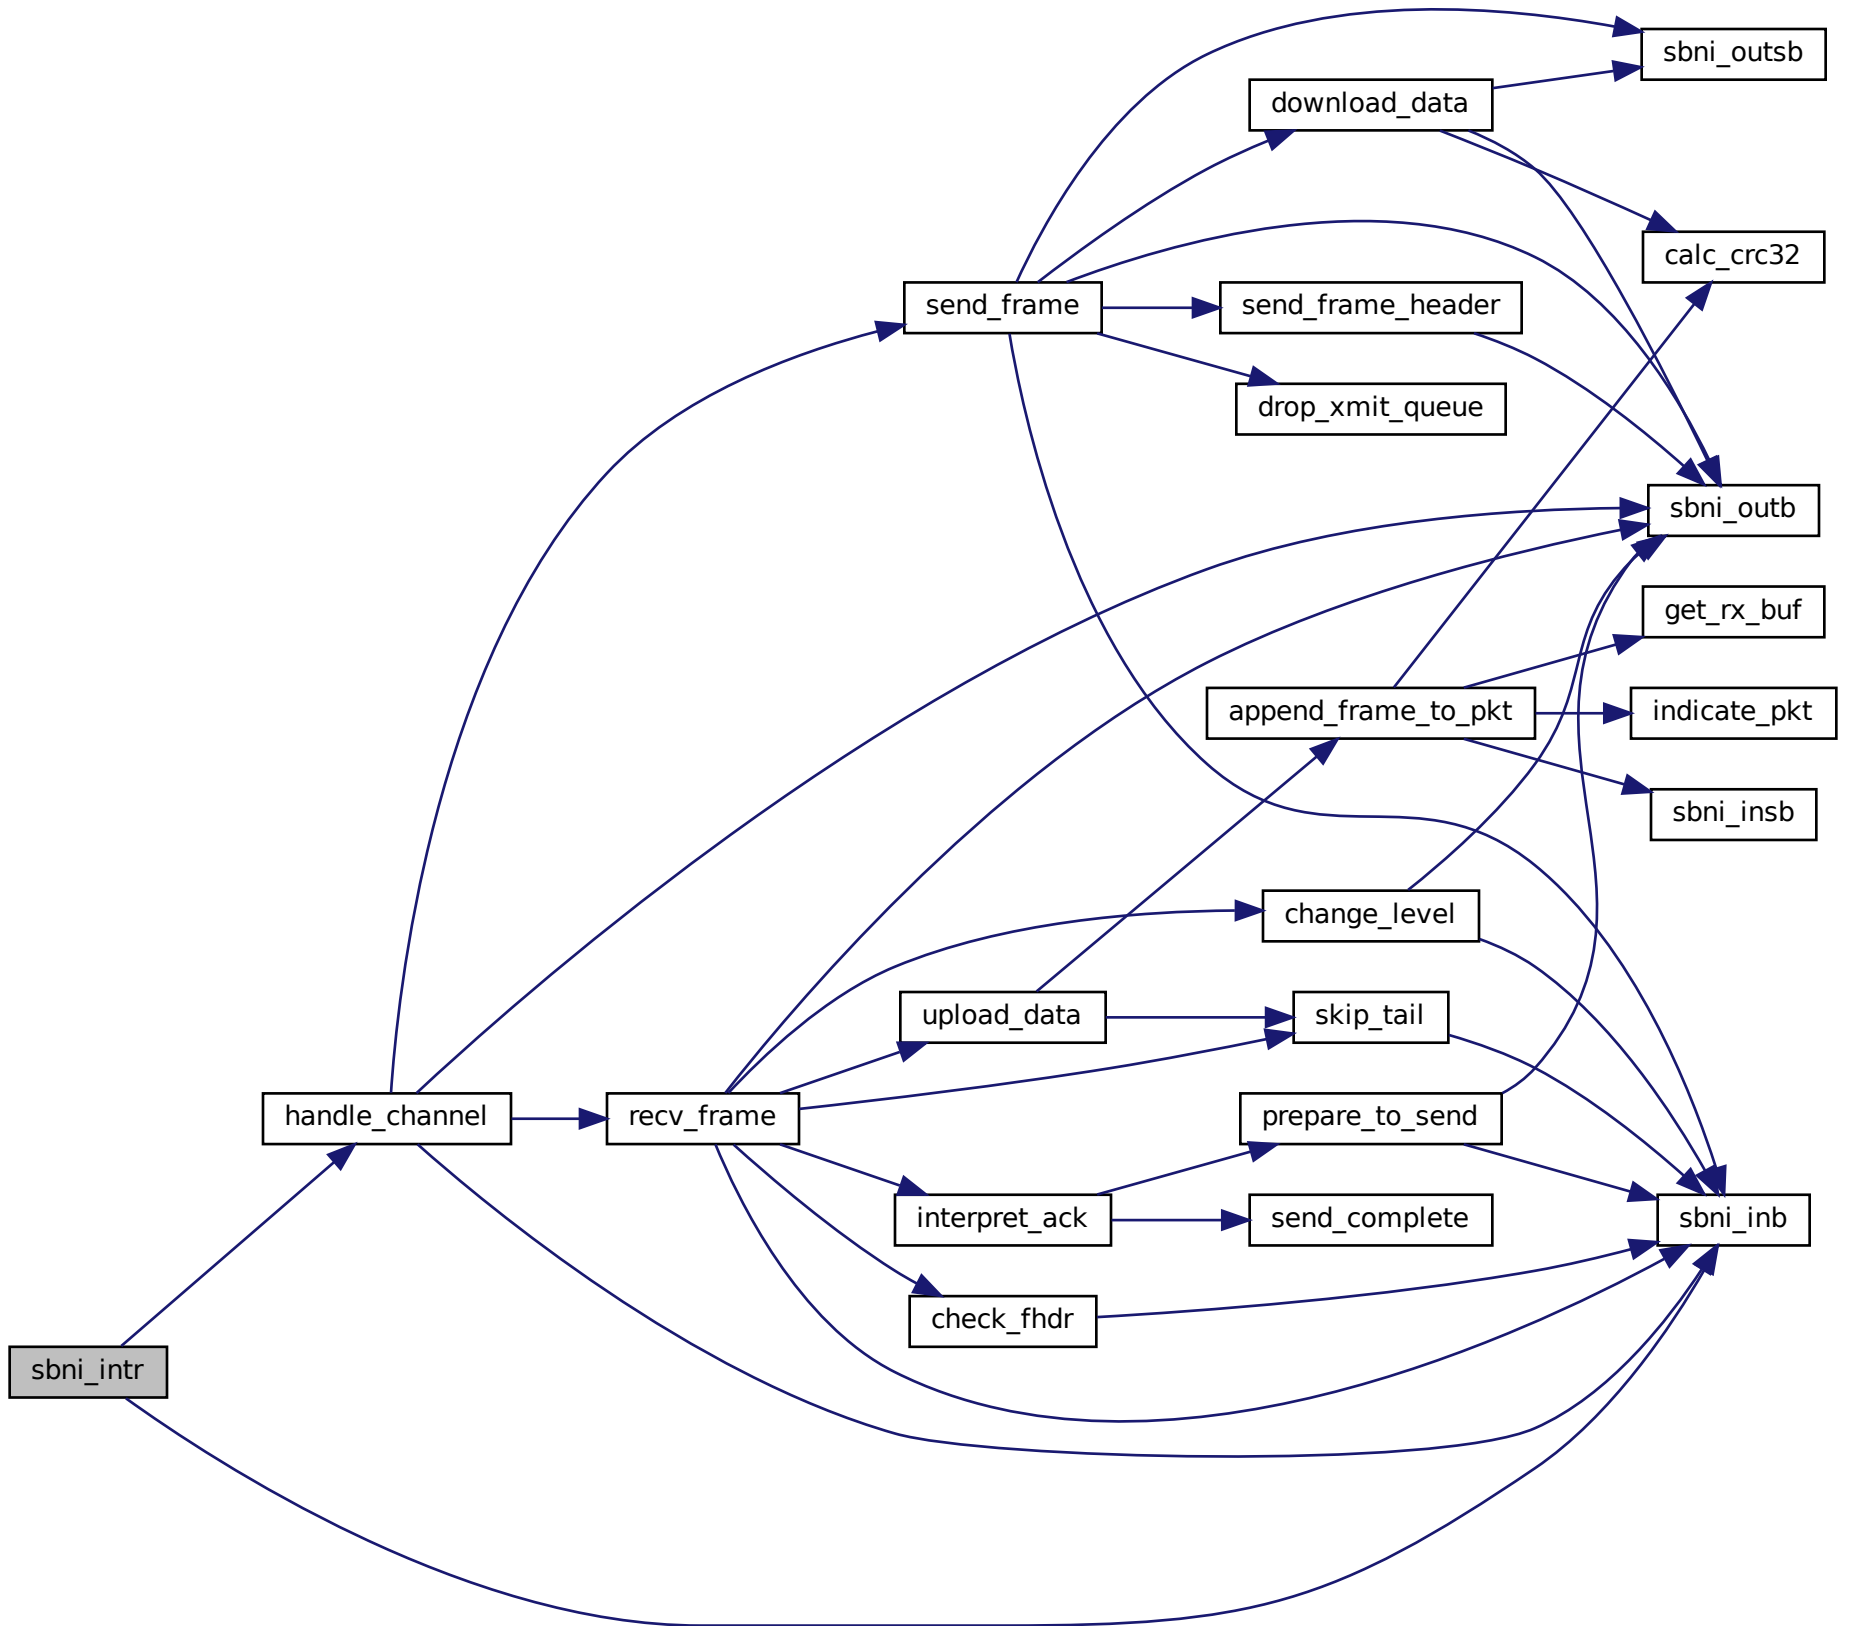 sbni_outsb
download_data
calc_crc32
send_frame
send_frame_header
drop_xmit_queue
sbni_outb
get_rx_buf
append_frame_to_pkt
indicate_pkt
sbni_insb
change_level
upload_data
skip_tail
handle_channel
recv_frame
prepare_to_send
interpret_ack
send_complete
sbni_inb
check_fhdr
sbni_intr